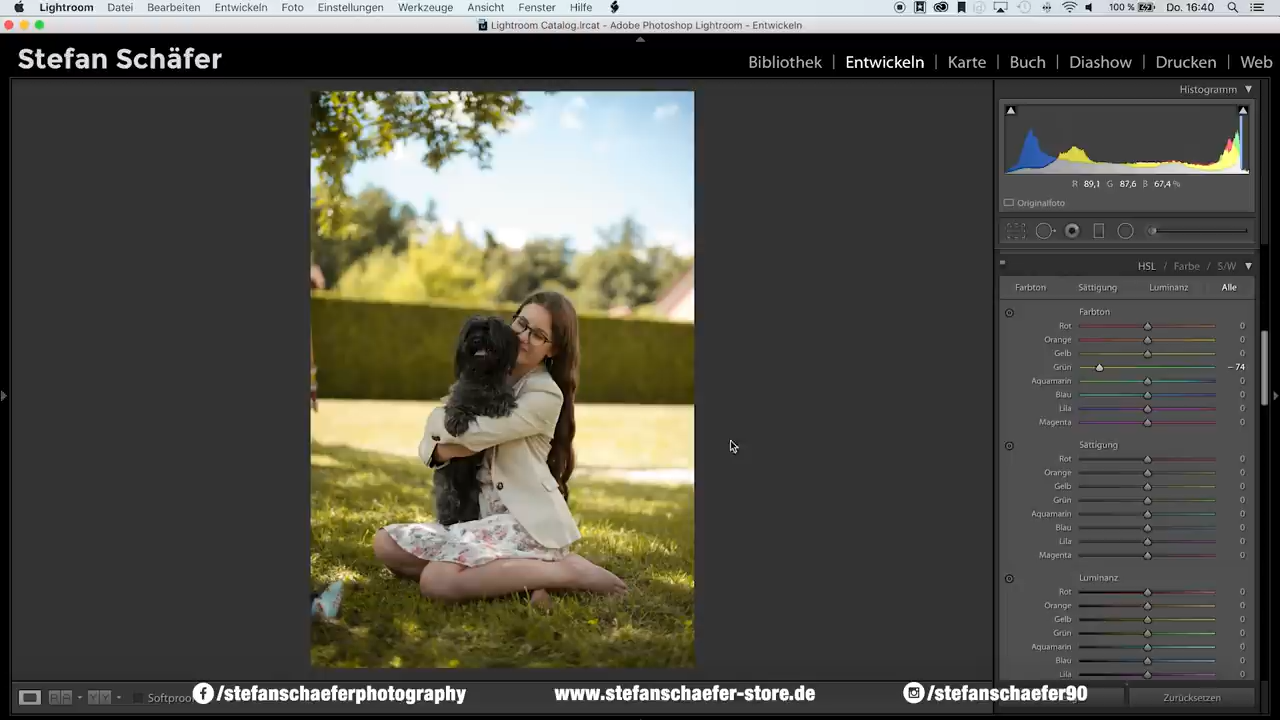 Lightroom Datei Bearbeiten Entwickeln Foto Einstellungen Werkzeuge Ansicht Fenster Hilfe 100 % Do. 16:40
Lightroom Catalog.lrcat - Adobe Photoshop Lightroom - Entwickeln
Stefan Schäfer
Bibliothek | Entwickeln | Karte | Buch | Diashow | Drucken | Web
Histogramm
R 89,1 G 87,6 B 67,4 %
Originalfoto
HSL / Farbe / S/W
Farbton Sättigung Luminanz Alle
Farbton
Rot 0
Orange 0
Gelb 0
Grün - 74
Aquamarin 0
Blau 0
Lila 0
Magenta 0
Sättigung
Rot 0
Orange 0
Gelb 0
Grün 0
Aquamarin 0
Blau 0
Lila 0
Magenta 0
Luminanz
Rot 0
Orange 0
Gelb 0
Grün 0
Aquamarin 0
Blau 0
Lila 0
Softproof
/stefanschaeferphotography www.stefanschaefer-store.de /stefanschaefer90
Zurücksetzen